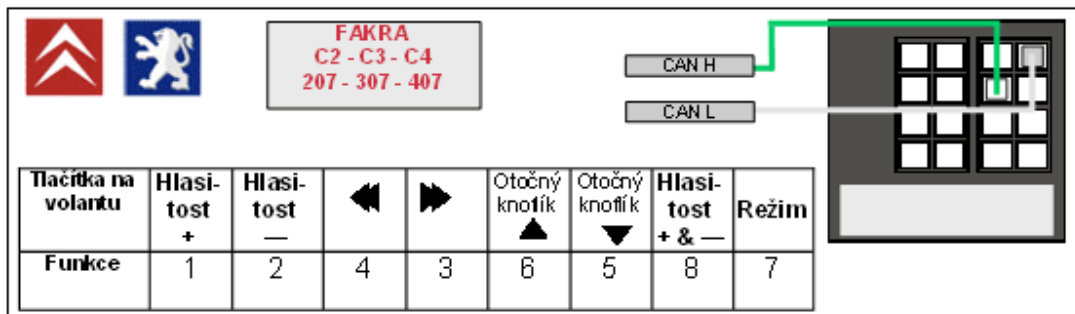 FAKRA
C2 - C3 - C4
207 - 307 - 407
CAN H
CAN L
Tlačítka na
volantu
Hlasi-
tost
+
Hlasi-
tost
—
Otočný
knotlík
Otočný
knoflík
Hlasi-
tost
+ & —
Režim
Funkce
1
2
4
3
6
5
8
7